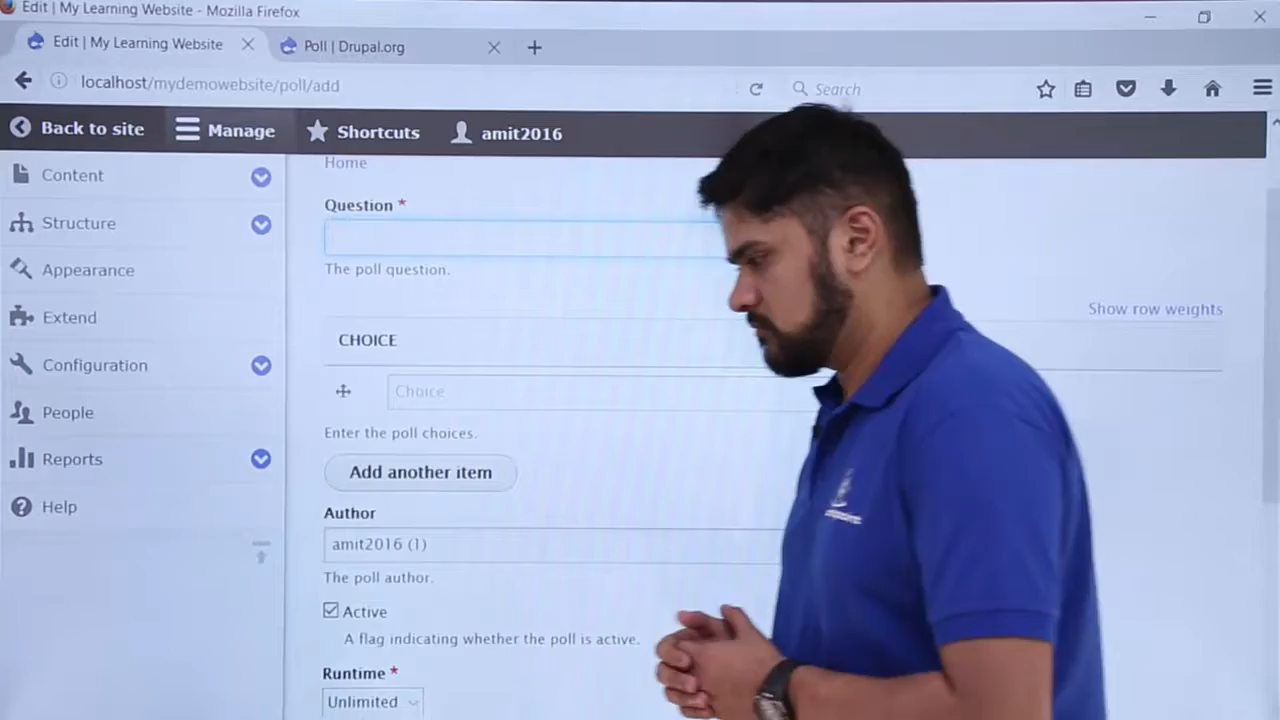 Edit | My Learning Website - Mozilla Firefox
Edit | My Learning Website
Poll | Drupal.org
localhost/mydemowebsite/poll/add
Search
Back to site
Manage
Shortcuts
amit2016
Content
Structure
Appearance
Extend
Configuration
People
Reports
Help
Home
Question *
The poll question.
Show row weights
CHOICE
Choice
Enter the poll choices.
Add another item
Author
amit2016 (1)
The poll author.
Active
A flag indicating whether the poll is active.
Runtime *
Unlimited